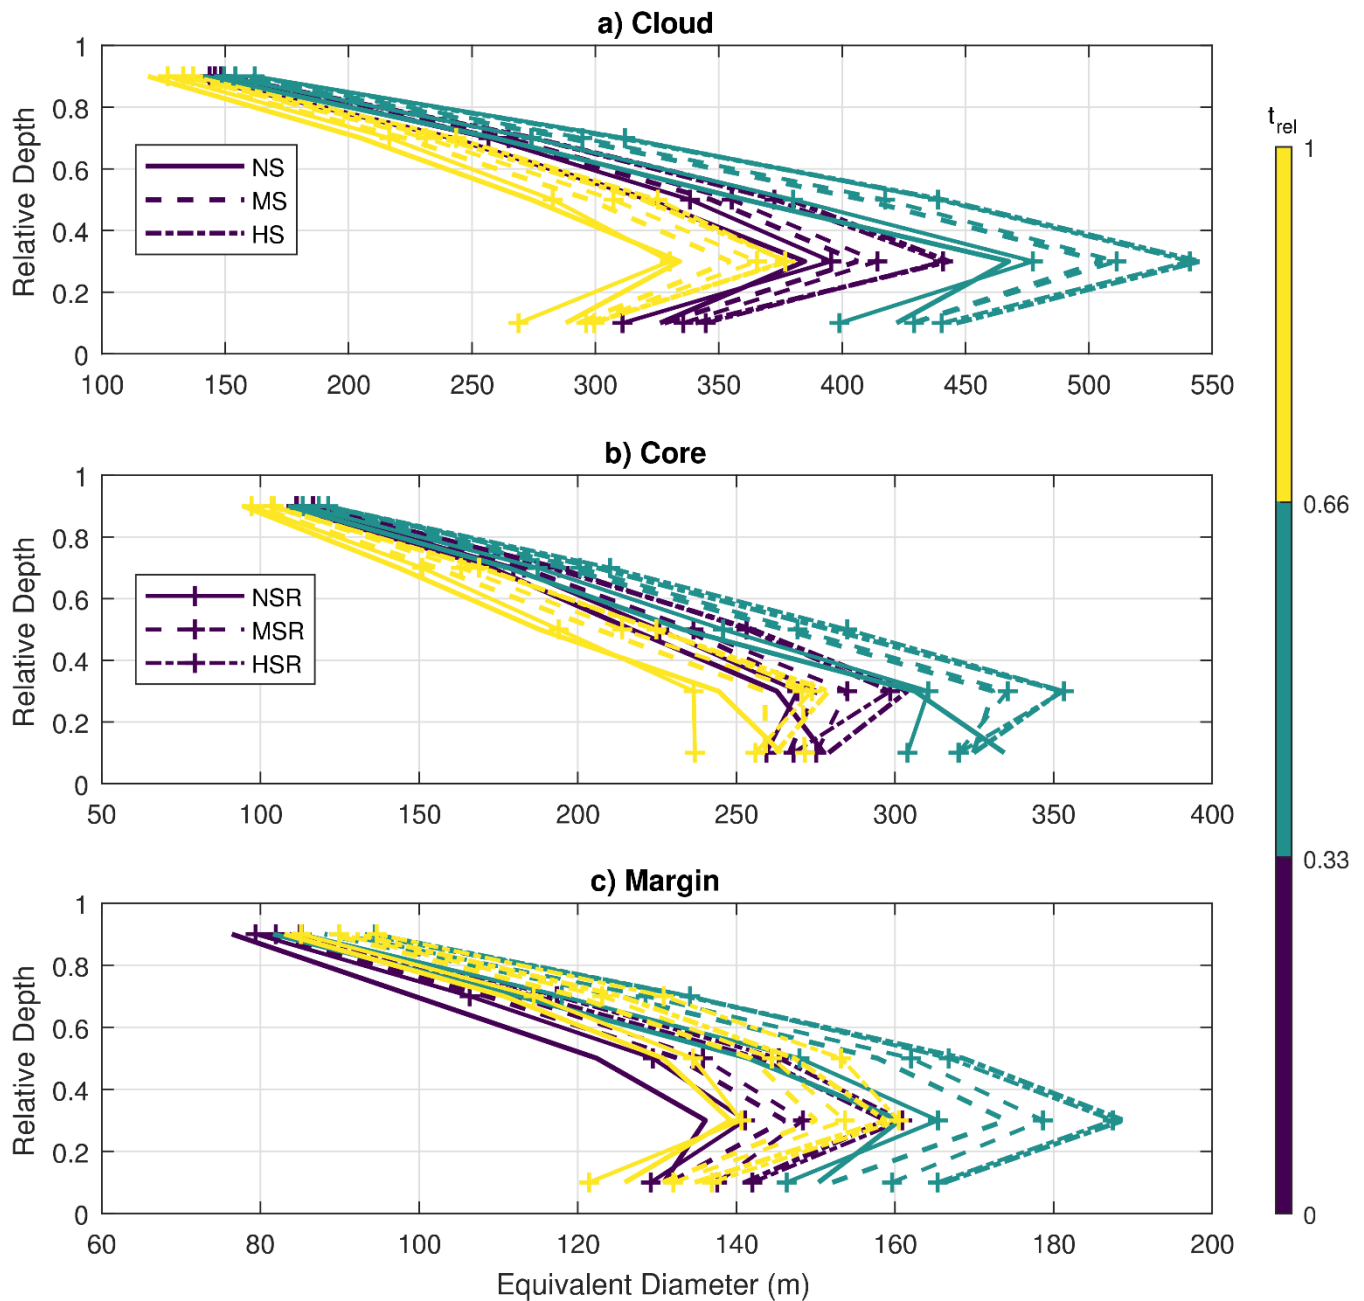 a) Cloud
Relative Depth
1
0.8
0.6
0.4
0.2
0
NS
MS
HS
100 150 200 250 300 350 400 450 500 550
b) Core
Relative Depth
1
0.8
0.6
0.4
0.2
0
NSR
MSR
HSR
50 100 150 200 250 300 350 400
c) Margin
Relative Depth
1
0.8
0.6
0.4
0.2
0
60 80 100 120 140 160 180 200
Equivalent Diameter (m)
t_rel
1
0.66
0.33
0